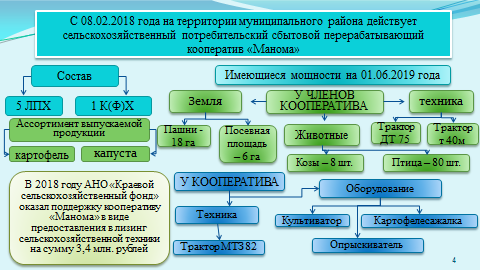 С 08.02.2018 года на территории муниципального района действует
сельскохозяйственный потребительский сбытовой перерабатывающий
кооператив «Манома»
Состав
5 ЛПХ
1 К(Ф)Х
Ассортимент выпускаемой
продукции
картофель
капуста
В 2018 году АНО «Краевой
сельскохозяйственный фонд»
оказал поддержку кооперативу
«Манома» в виде
предоставления в лизинг
сельскохозяйственной техники
на сумму 3,4 млн. рублей
Имеющиеся мощности на 01.06.2019 года
Земля
У ЧЛЕНОВ
КООПЕРАТИВА
техника
Пашни -
18 га
Посевная
площадь
– 6 га
Животные
Трактор
ДТ 75
Трактор
т 40м
Козы – 8 шт.
Птица – 80 шт.
У КООПЕРАТИВА
Оборудование
Техника
Культиватор
Картофелесажалка
Трактор МТЗ82
Опрыскиватель
4